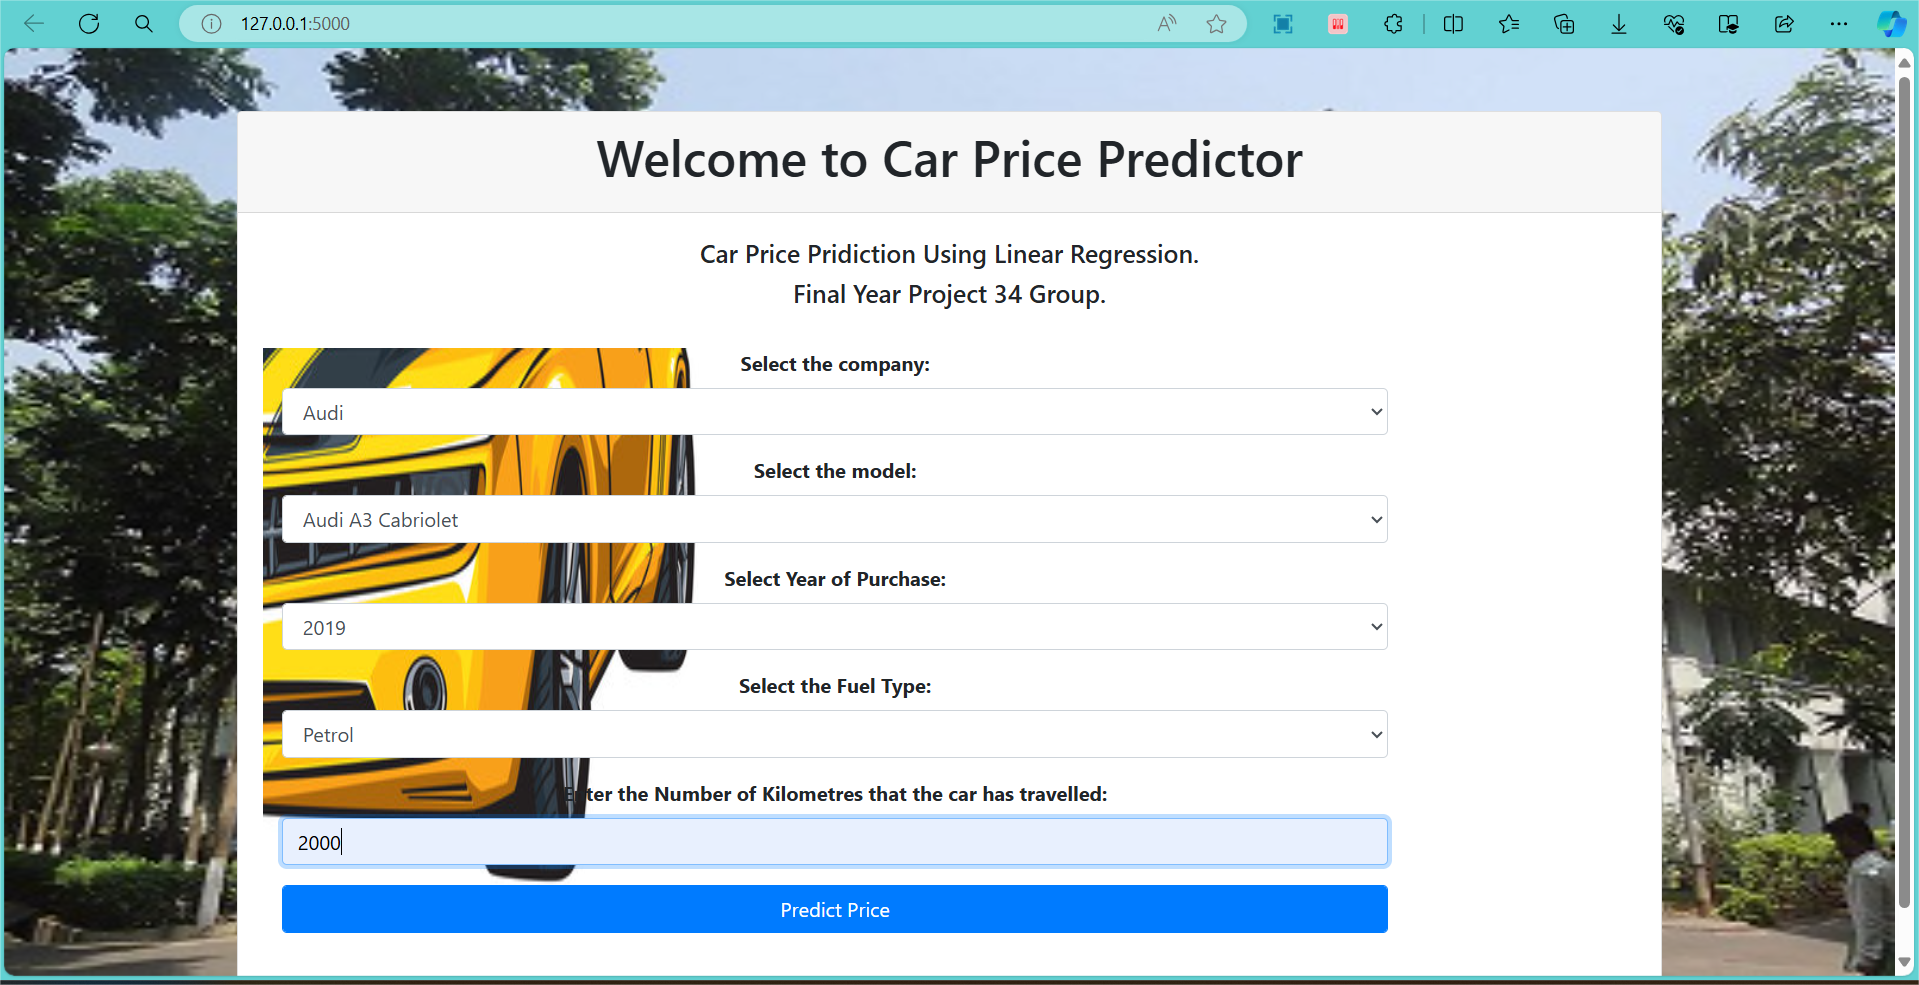 127.0.0.1:5000
Welcome to Car Price Predictor
Car Price Pridiction Using Linear Regression.
Final Year Project 34 Group.
Select the company:
Audi
Select the model:
Audi A3 Cabriolet
Select Year of Purchase:
2019
Select the Fuel Type:
Petrol
Enter the Number of Kilometres that the car has travelled:
2000
Predict Price